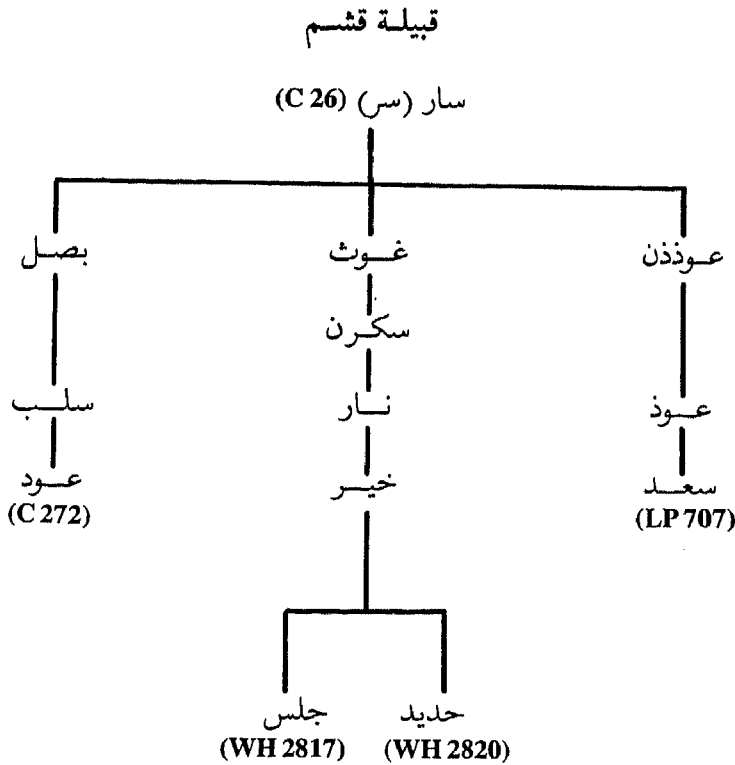 قبيلة قشم
سار (سر) (C 26)
عوذذن غوث بصل
سكرن
عوذ نار سلب
سعد خير عود
(LP 707) (C 272)
حديد جلس
(WH 2820) (WH 2817)